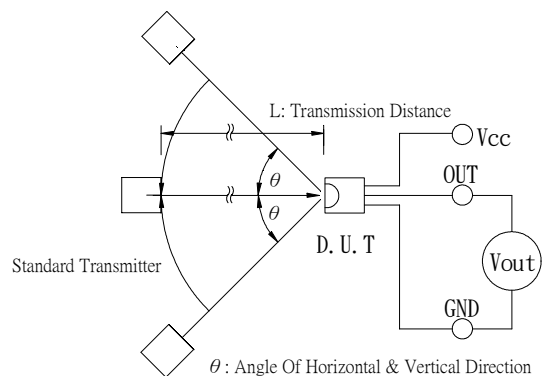 L: Transmission Distance
Vcc
θ
OUT
θ
D.U.T
Standard Transmitter
Vout
GND
θ : Angle Of Horizontal & Vertical Direction